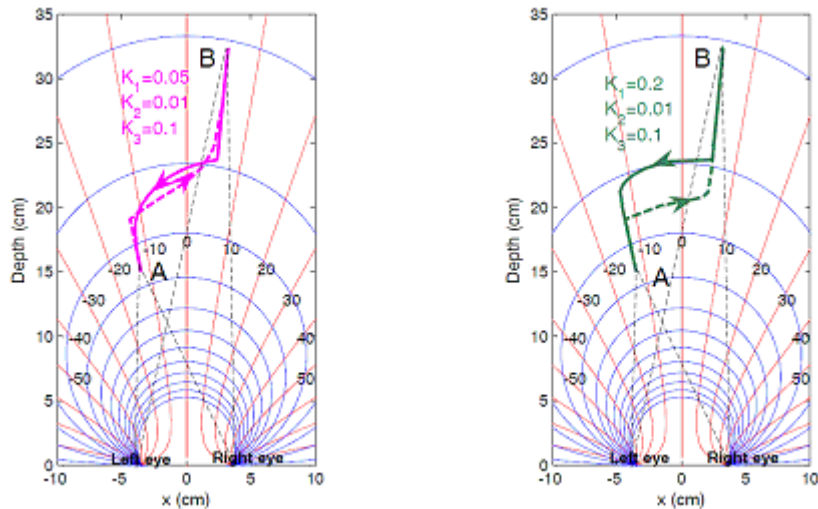 35
30
25
20
15
10
5
0
Depth (cm)
B
K1=0.05
K2=0.01
K3=0.1
A
-10 0 10
-20 20
-30 30
-40 40
-50 50
Left eye Right eye
-10 -5 0 5 10
x (cm)
35
30
25
20
15
10
5
0
Depth (cm)
B
K1=0.2
K2=0.01
K3=0.1
A
-10 0 10
-20 20
-30 30
-40 40
-50 50
Left eye Right eye
-10 -5 0 5 10
x (cm)